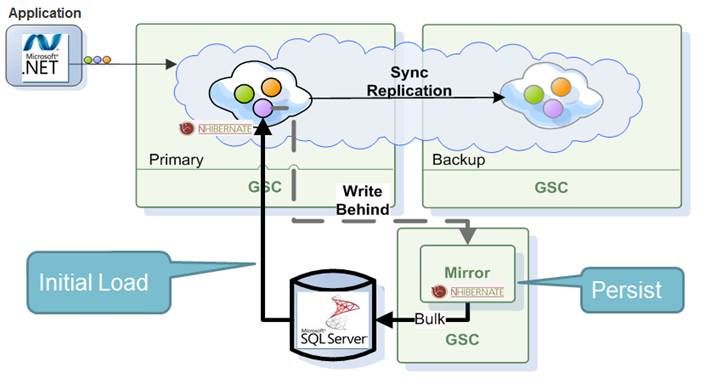 Application
Microsoft®
.NET
Sync
Replication
NHIBERNATE
Primary
Backup
GSC
GSC
Write
Behind
Initial Load
Mirror
NHIBERNATE
Persist
Microsoft®
SQL Server®
Bulk
GSC